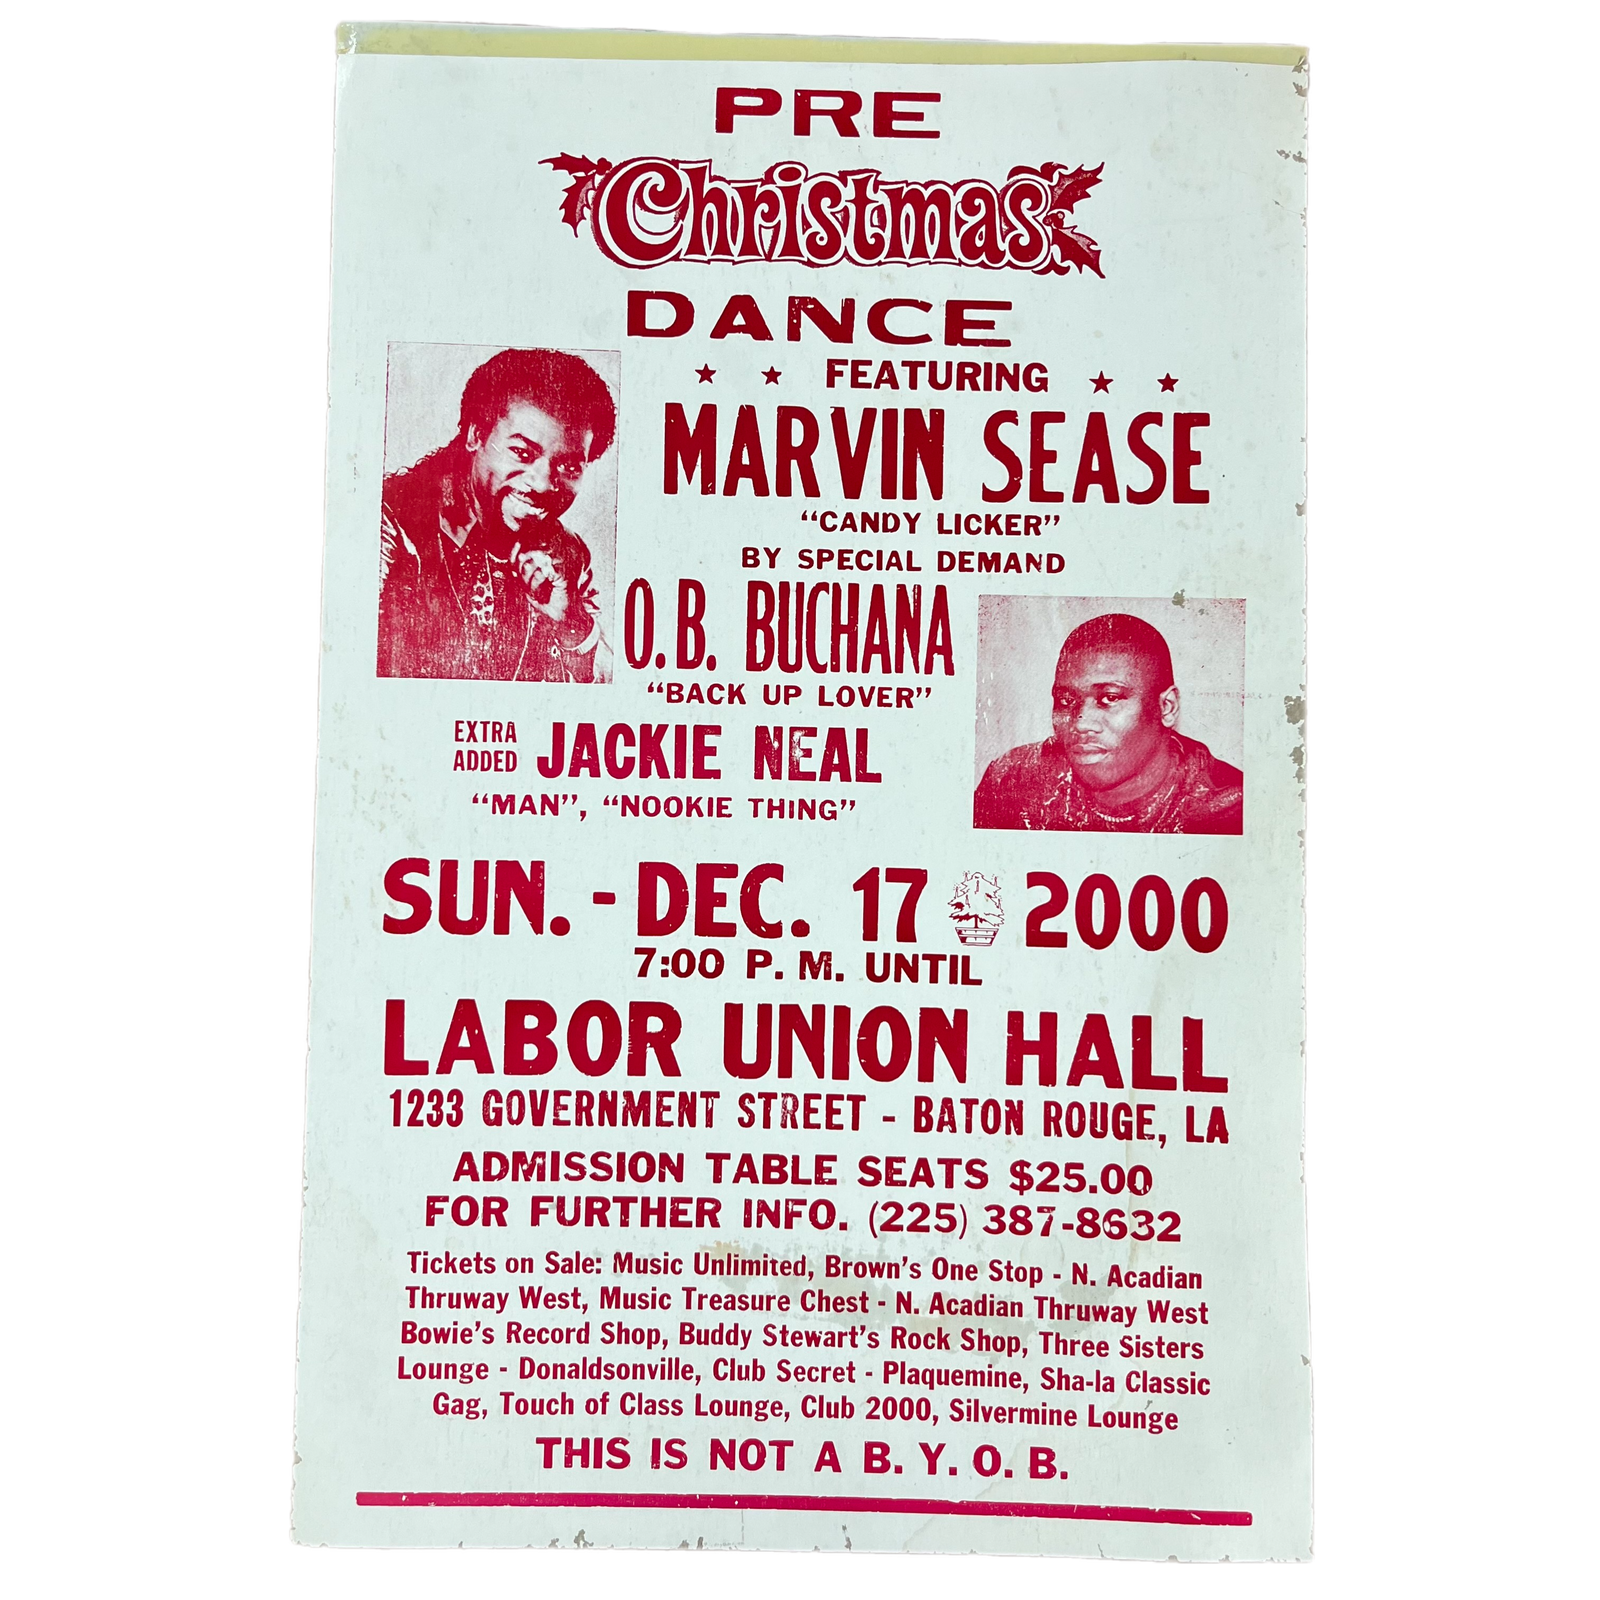 PRE
Christmas
DANCE
FEATURING
MARVIN SEASE
“CANDY LICKER”
BY SPECIAL DEMAND
O.B. BUCHANA
“BACK UP LOVER”
EXTRA ADDED JACKIE NEAL
“MAN”, “NOOKIE THING”
SUN. - DEC. 17 2000
7:00 P. M. UNTIL
LABOR UNION HALL
1233 GOVERNMENT STREET - BATON ROUGE, LA
ADMISSION TABLE SEATS $25.00
FOR FURTHER INFO. (225) 387-8632
Tickets on Sale: Music Unlimited, Brown’s One Stop - N. Acadian
Thruway West, Music Treasure Chest - N. Acadian Thruway West
Bowie’s Record Shop, Buddy Stewart’s Rock Shop, Three Sisters
Lounge - Donaldsonville, Club Secret - Plaquemine, Sha-la Classic
Gag, Touch of Class Lounge, Club 2000, Silvermine Lounge
THIS IS NOT A B. Y. O. B.